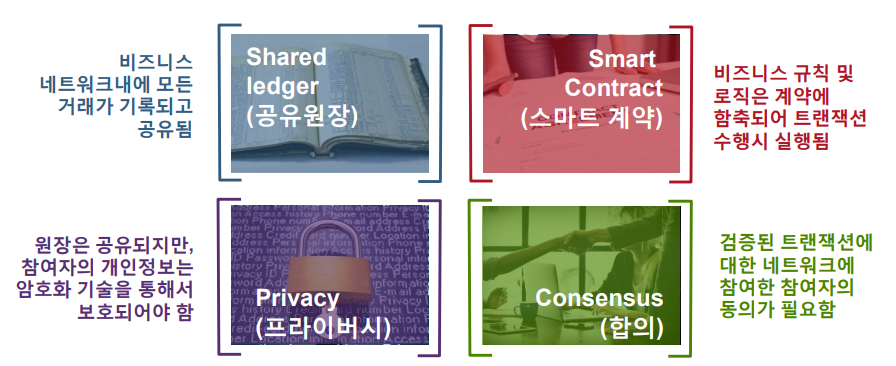 비즈니스
네트워크내에 모든
거래가 기록되고
공유됨
Shared
ledger
(공유원장)
Smart
Contract
(스마트 계약)
비즈니스 규칙 및
로직은 계약에
함축되어 트랜잭션
수행시 실행됨
원장은 공유되지만,
참여자의 개인정보는
암호화 기술을 통해서
보호되어야 함
Privacy
(프라이버시)
Consensus
(합의)
검증된 트랜잭션에
대한 네트워크에
참여한 참여자의
동의가 필요함